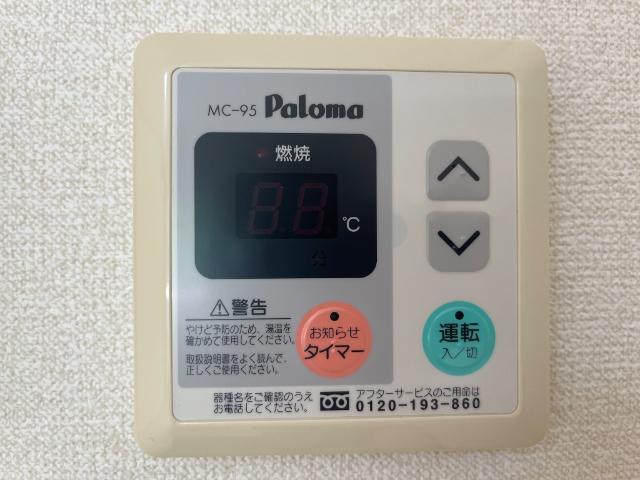 MC-95 Paloma
燃焼
88
℃
分
警告
やけど予防のため、湯温を
確かめて使用してください。
取扱説明書をよく読んで、
正しくご使用ください。
お知らせ
タイマー
運転
入/切
器種名をご確認のうえ
お電話してください。
アフターサービスのご用命は
0120-193-860